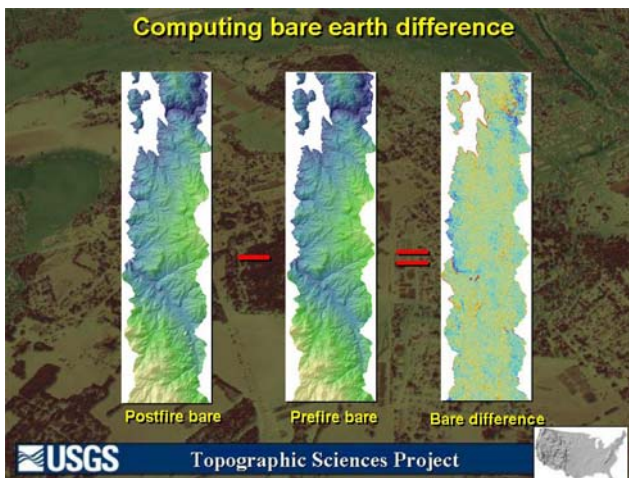 Computing bare earth difference
Postfire bare
Prefire bare
Bare difference
USGS
Topographic Sciences Project